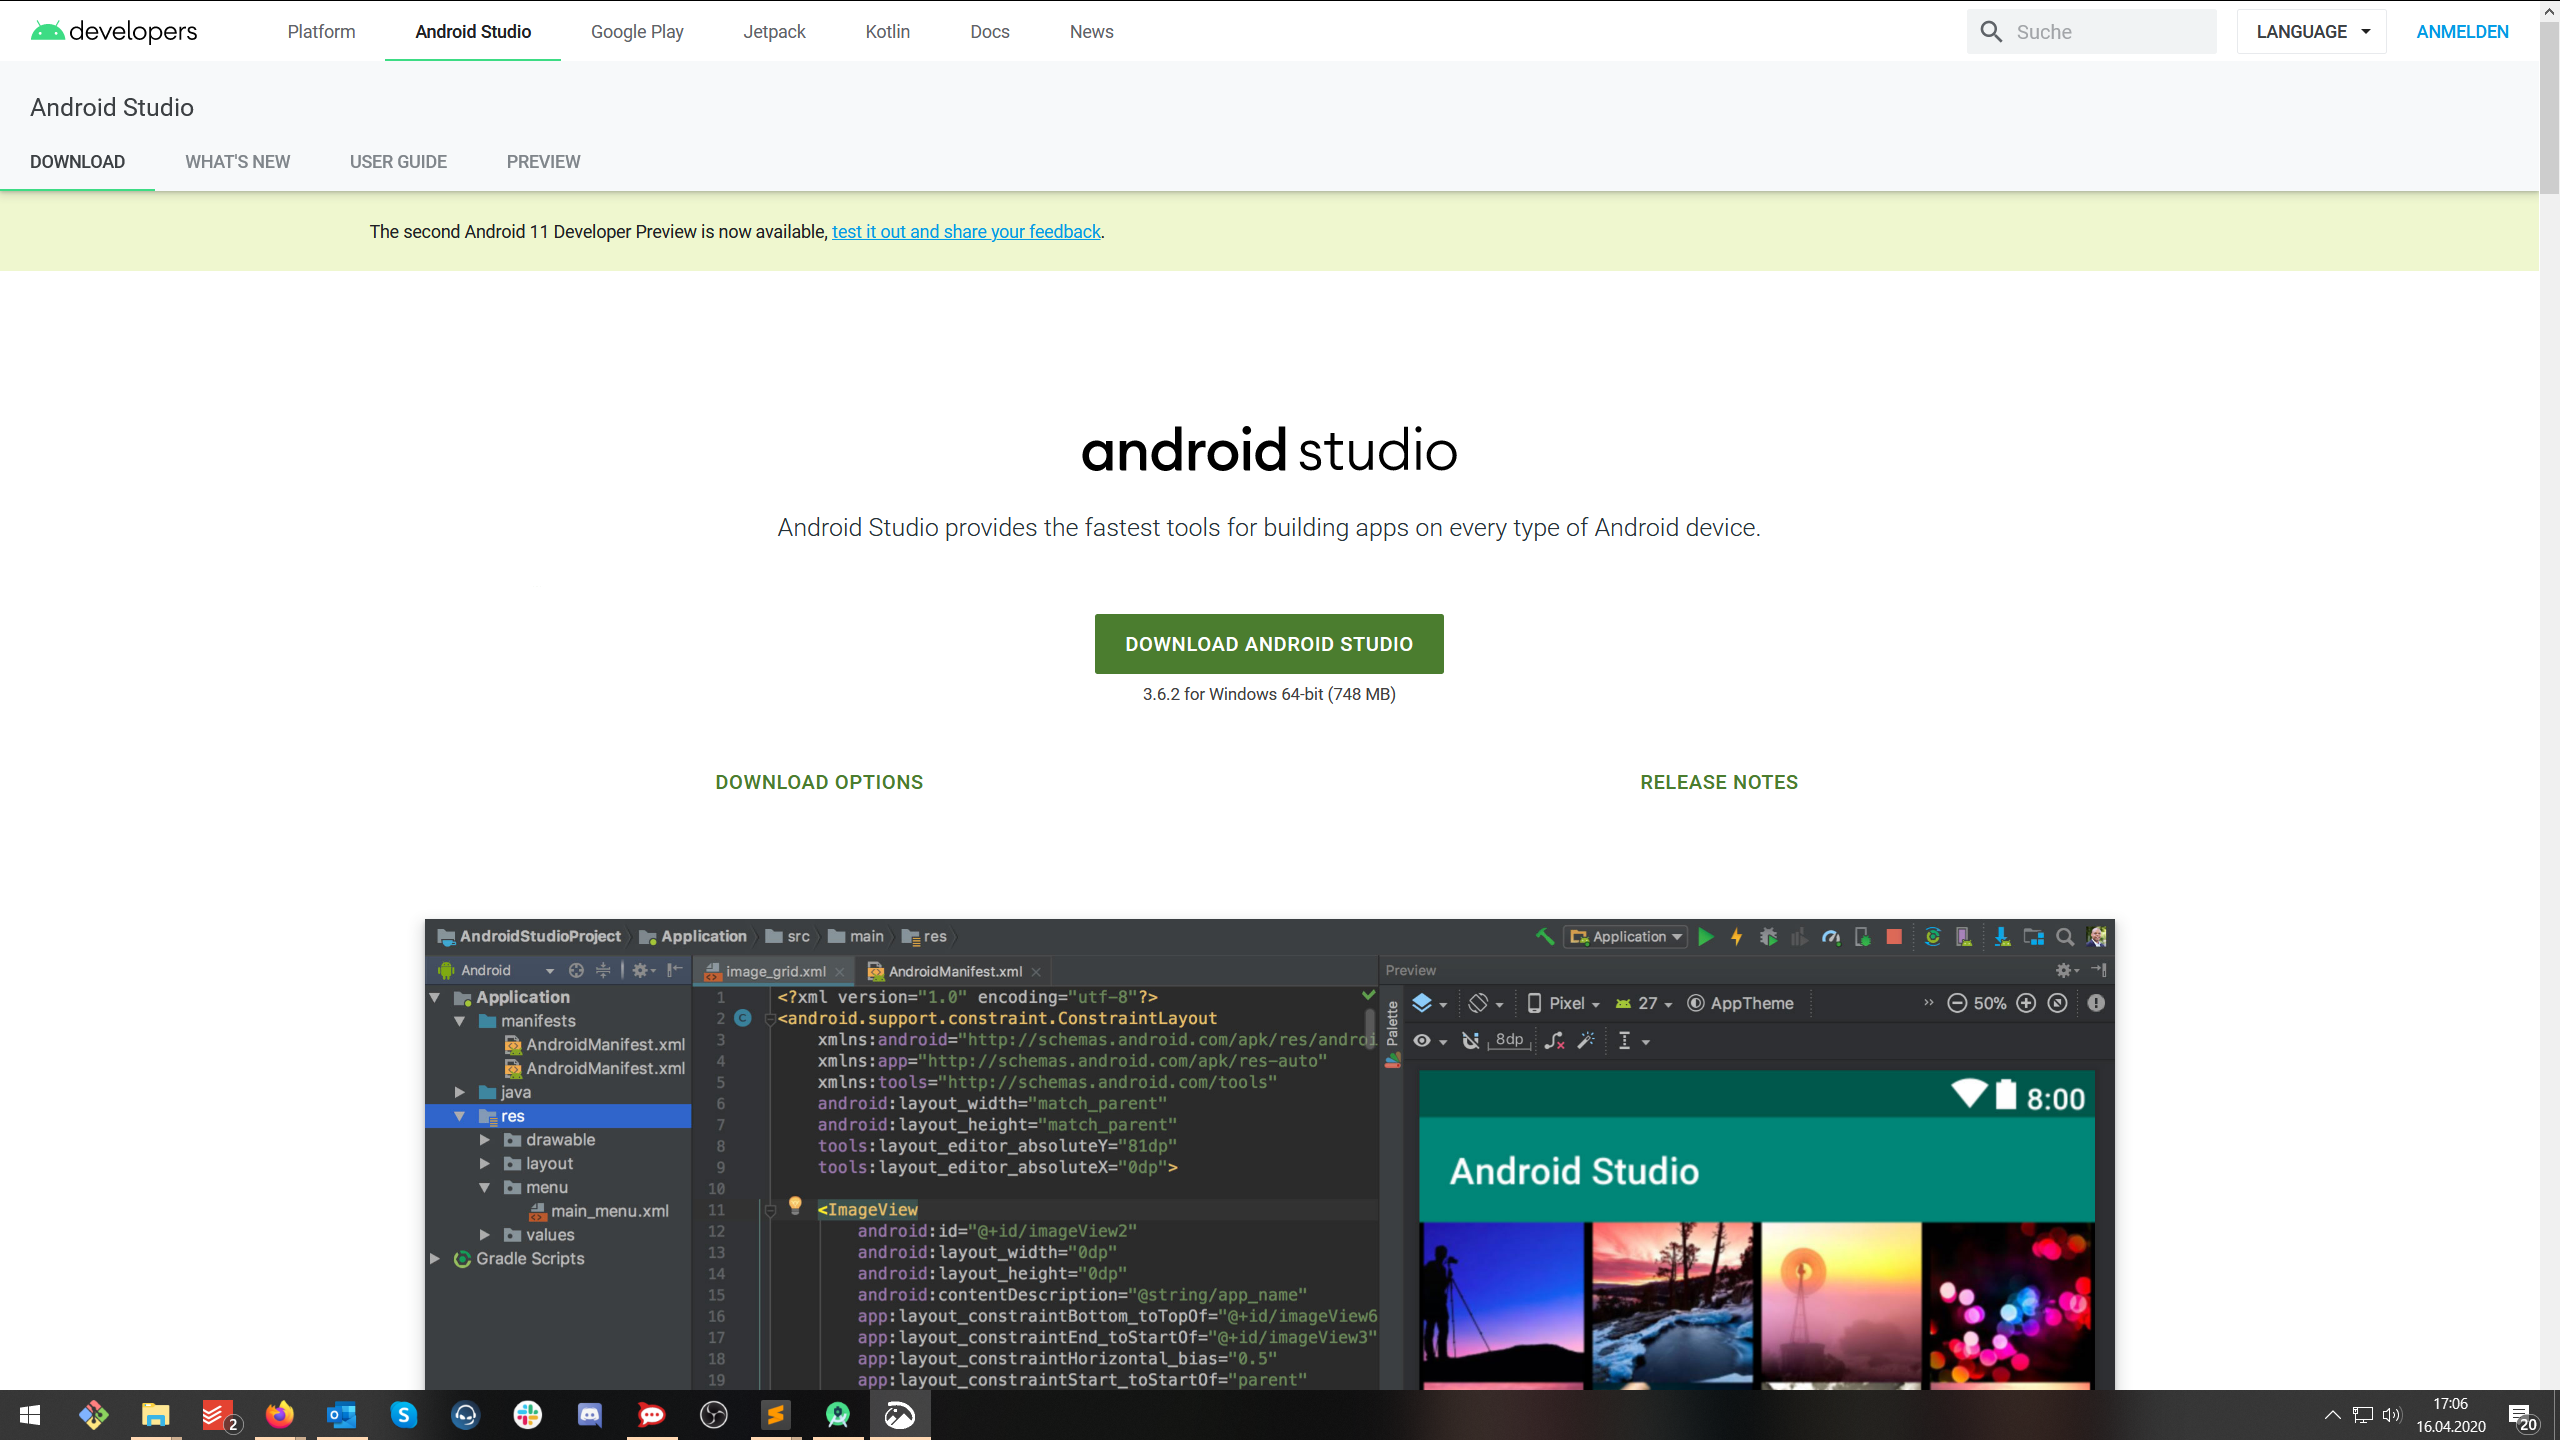 developers
Platform
Android Studio
Google Play
Jetpack
Kotlin
Docs
News
Suche
LANGUAGE
ANMELDEN
Android Studio
DOWNLOAD
WHAT'S NEW
USER GUIDE
PREVIEW
The second Android 11 Developer Preview is now available, test it out and share your feedback.
android studio
Android Studio provides the fastest tools for building apps on every type of Android device.
DOWNLOAD ANDROID STUDIO
3.6.2 for Windows 64-bit (748 MB)
DOWNLOAD OPTIONS
RELEASE NOTES
AndroidStudioProject
Application
src
main
res
Application
Android
image_grid.xml
AndroidManifest.xml
Preview
Application
manifests
AndroidManifest.xml
AndroidManifest.xml
java
res
drawable
layout
menu
main_menu.xml
values
Gradle Scripts
1 <?xml version="1.0" encoding="utf-8"?>
2 <android.support.constraint.ConstraintLayout
3 xmlns:android="http://schemas.android.com/apk/res/androi
4 xmlns:app="http://schemas.android.com/apk/res-auto"
5 xmlns:tools="http://schemas.android.com/tools"
6 android:layout_width="match_parent"
7 android:layout_height="match_parent"
8 tools:layout_editor_absoluteY="81dp"
9 tools:layout_editor_absoluteX="0dp">
10
11 <ImageView
12 android:id="@+id/imageView2"
13 android:layout_width="0dp"
14 android:layout_height="0dp"
15 android:contentDescription="@string/app_name"
16 app:layout_constraintBottom_toTopOf="@+id/imageView6
17 app:layout_constraintEnd_toStartOf="@+id/imageView3"
18 app:layout_constraintHorizontal_bias="0.5"
19 app:layout_constraintStart_toStartOf="parent"
Palette
Pixel
27
AppTheme
50%
8dp
8:00
Android Studio
2
17:06
16.04.2020
20